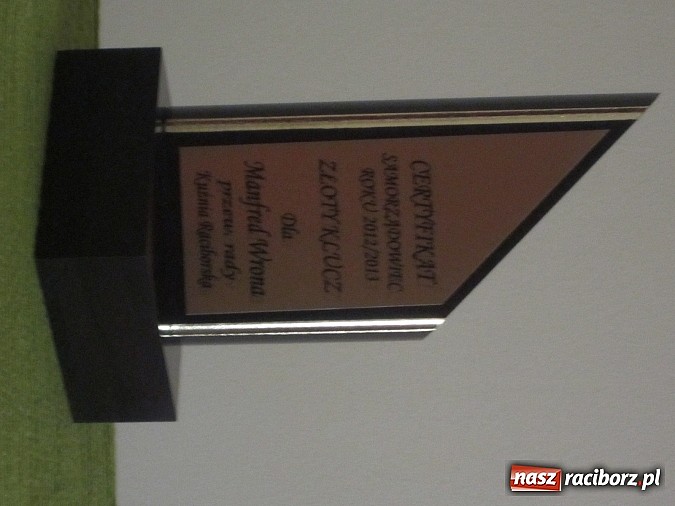 CERTYFIKAT
SAMORZĄDOWIEC
ROKU 2012/2013
ZŁOTY KLUCZ
Dla
Manfred Wrona
przew. rady
Kuźnia Raciborska
nasz raciborz.pl